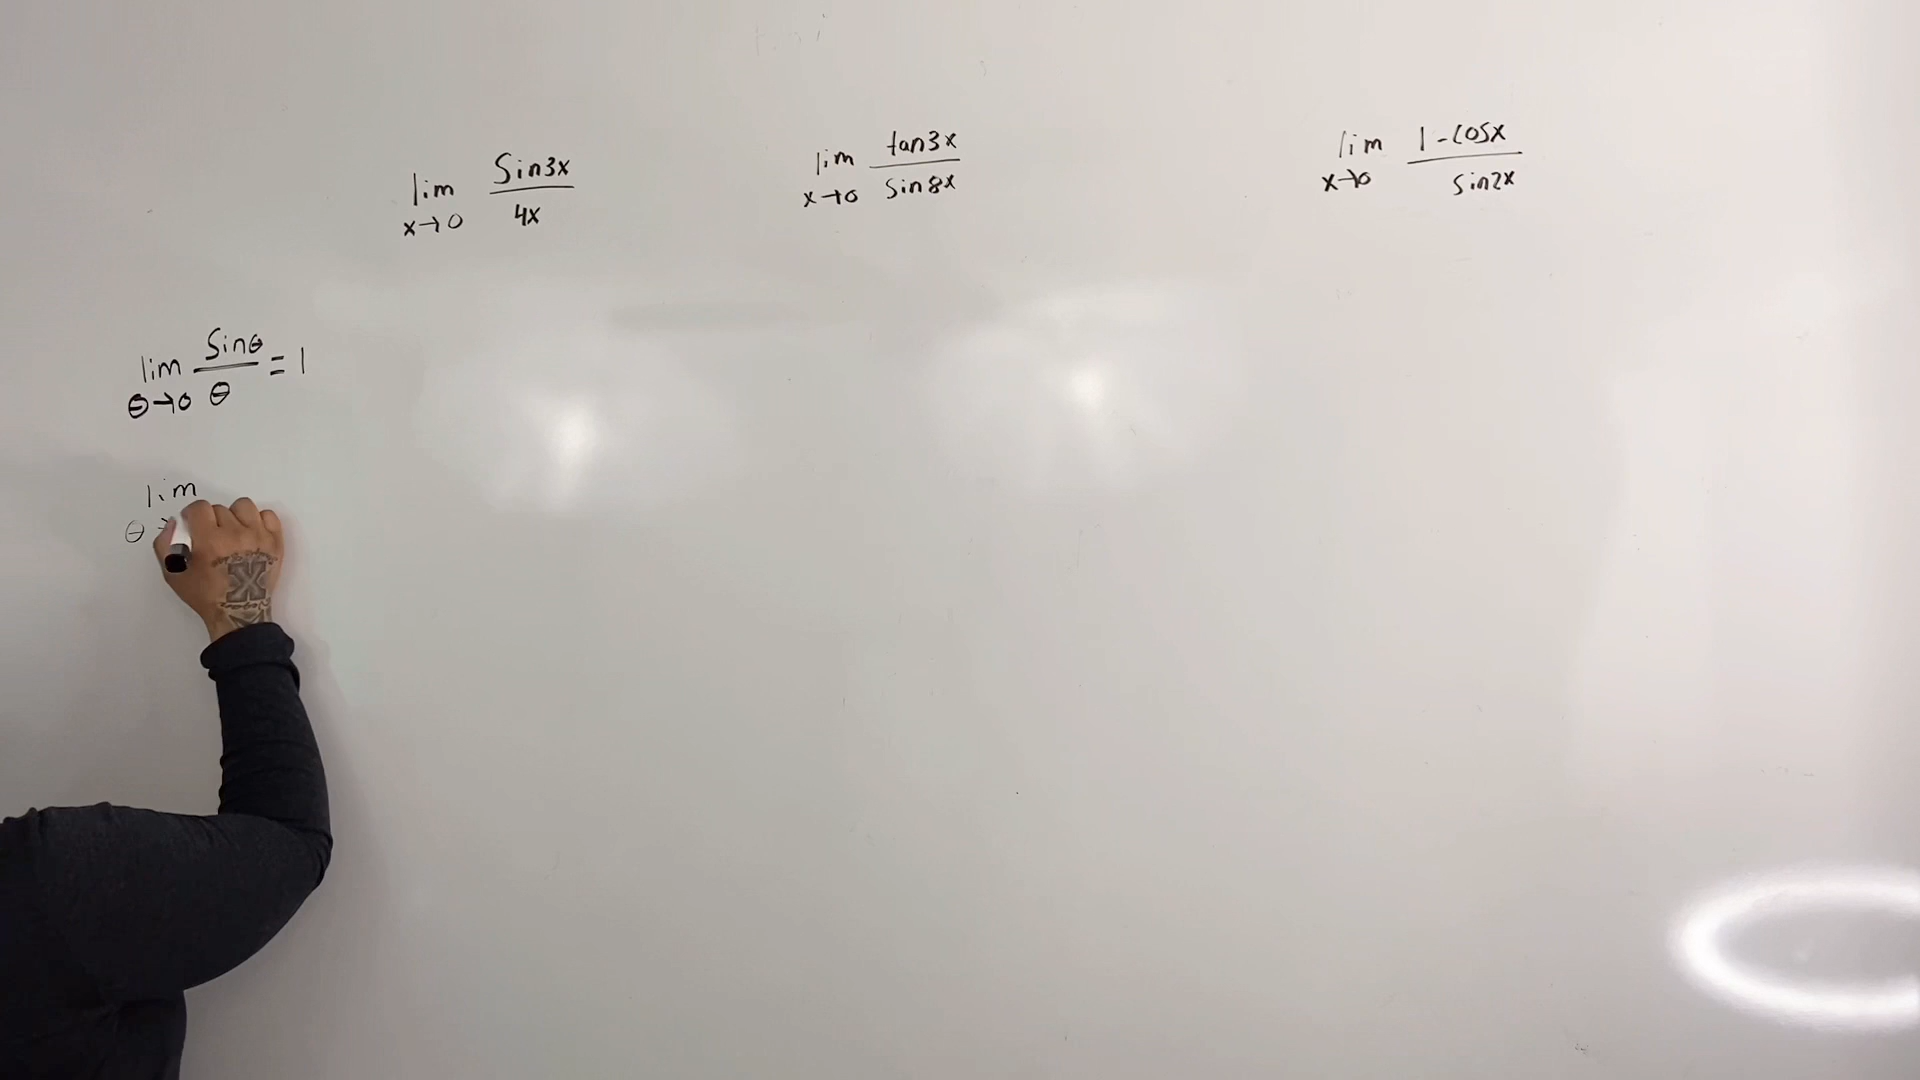 lim sin3x
x→0 4x
lim tan3x
x→0 sin8x
lim 1-cosx
x→0 sin2x
lim sinθ = 1
θ→0 θ
lim
θ→
X